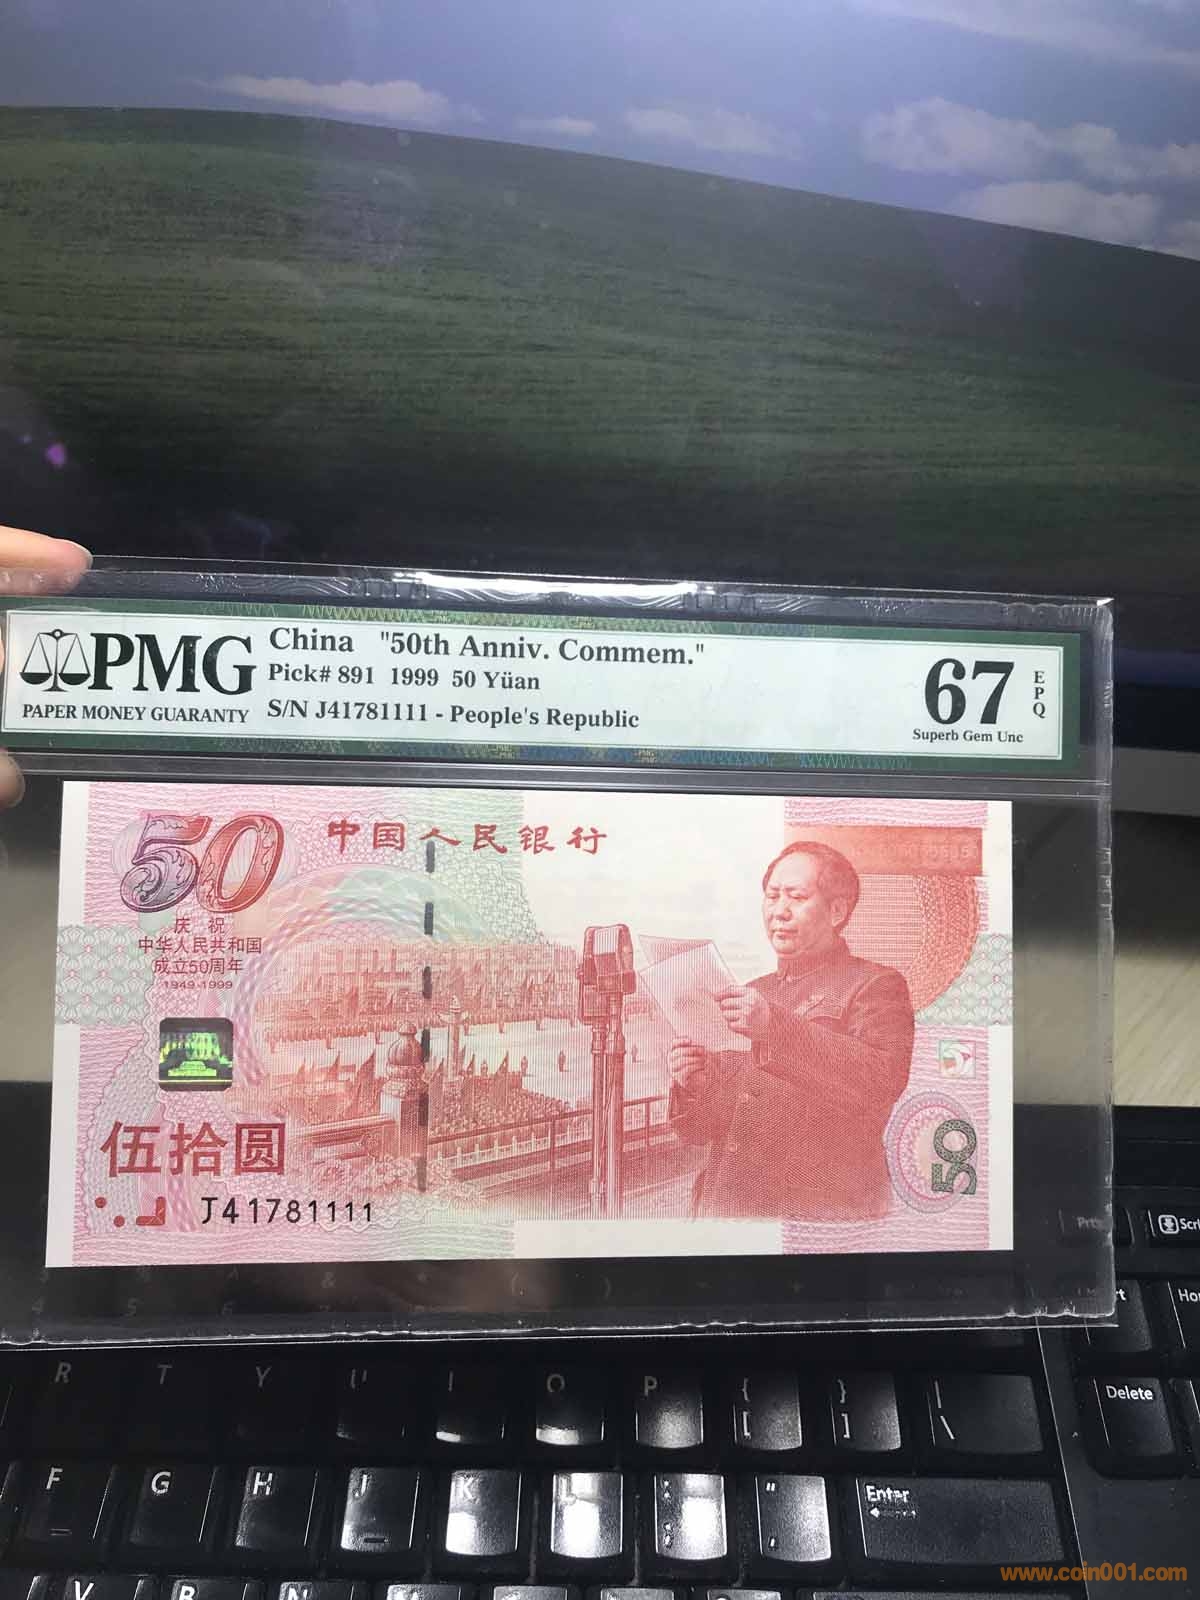 PMG
PAPER MONEY GUARANTY
China "50th Anniv. Commem."
Pick# 891 1999 50 Yüan
S/N J41781111 - People's Republic
67
EPQ
Superb Gem Unc
50
中国人民银行
庆祝
中华人民共和国
成立50周年
1949-1999
伍拾圆
J41781111
50
Delete
R T Y U I O P { [ } ] | \
F G H J K L : ; " ' Enter
V B N
www.coin001.com